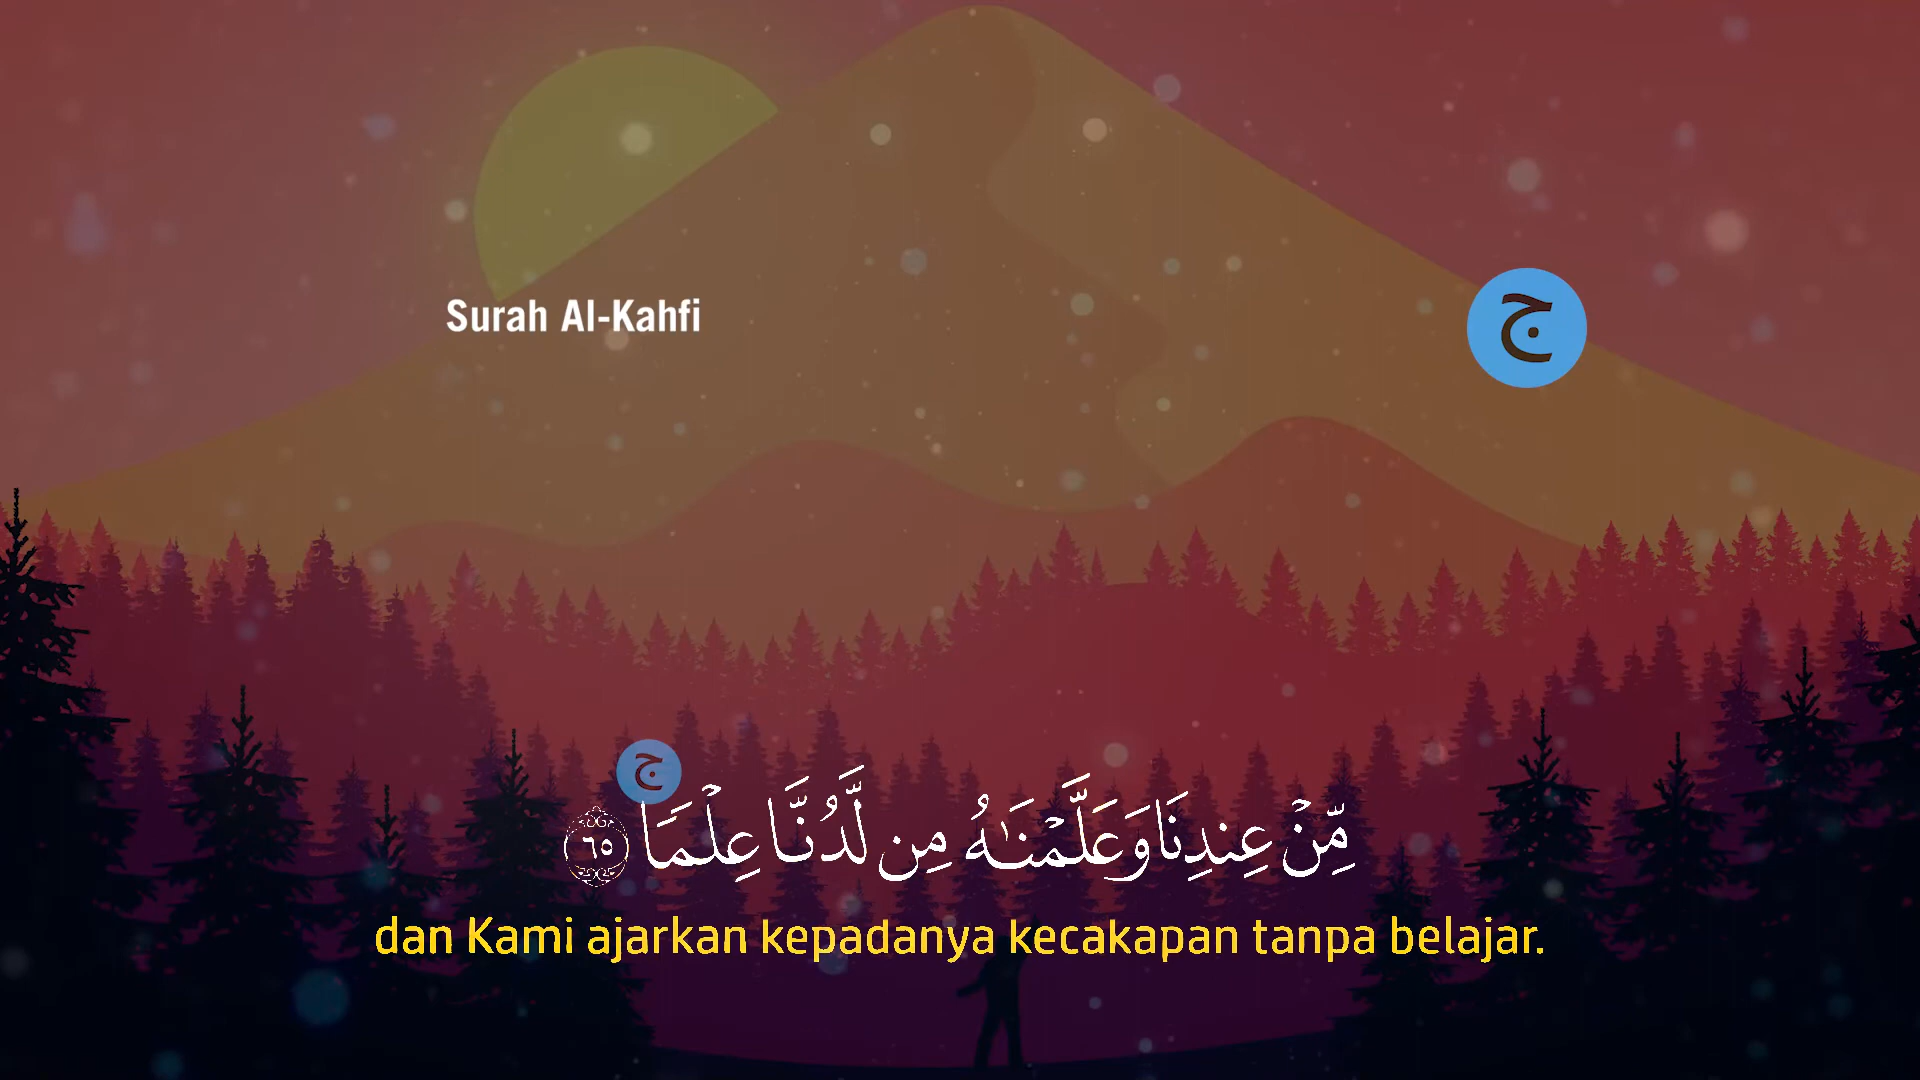 Surah Al-Kahfi
ج
ج
مِّنْ عِندِنَا وَعَلَّمْنَٰهُ مِن لَّدُنَّا عِلْمًا ٦٥
dan Kami ajarkan kepadanya kecakapan tanpa belajar.